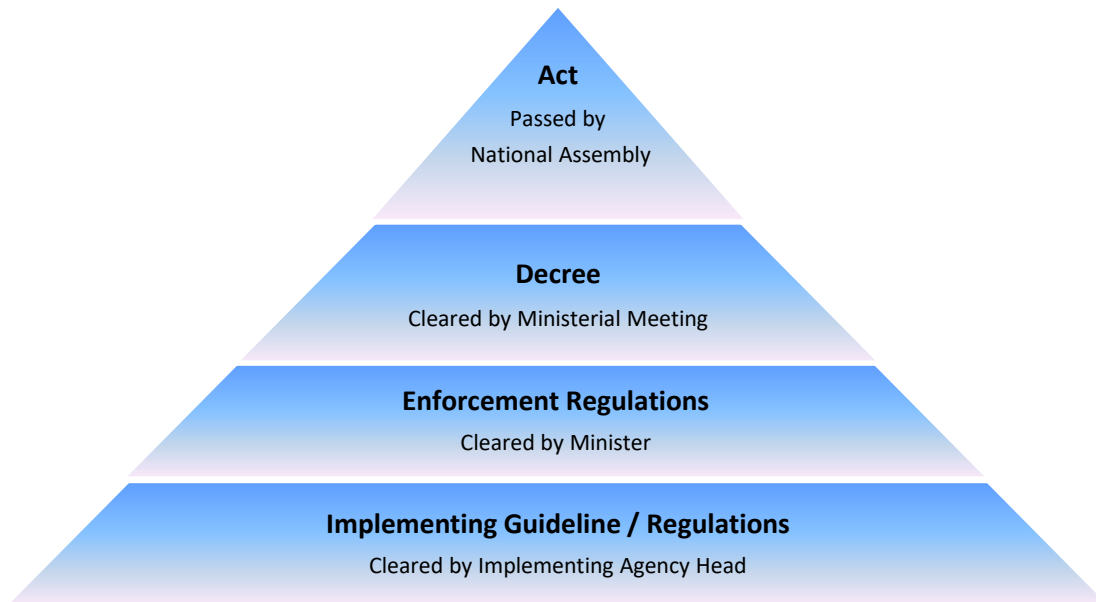 Act
Passed by
National Assembly
Decree
Cleared by Ministerial Meeting
Enforcement Regulations
Cleared by Minister
Implementing Guideline / Regulations
Cleared by Implementing Agency Head